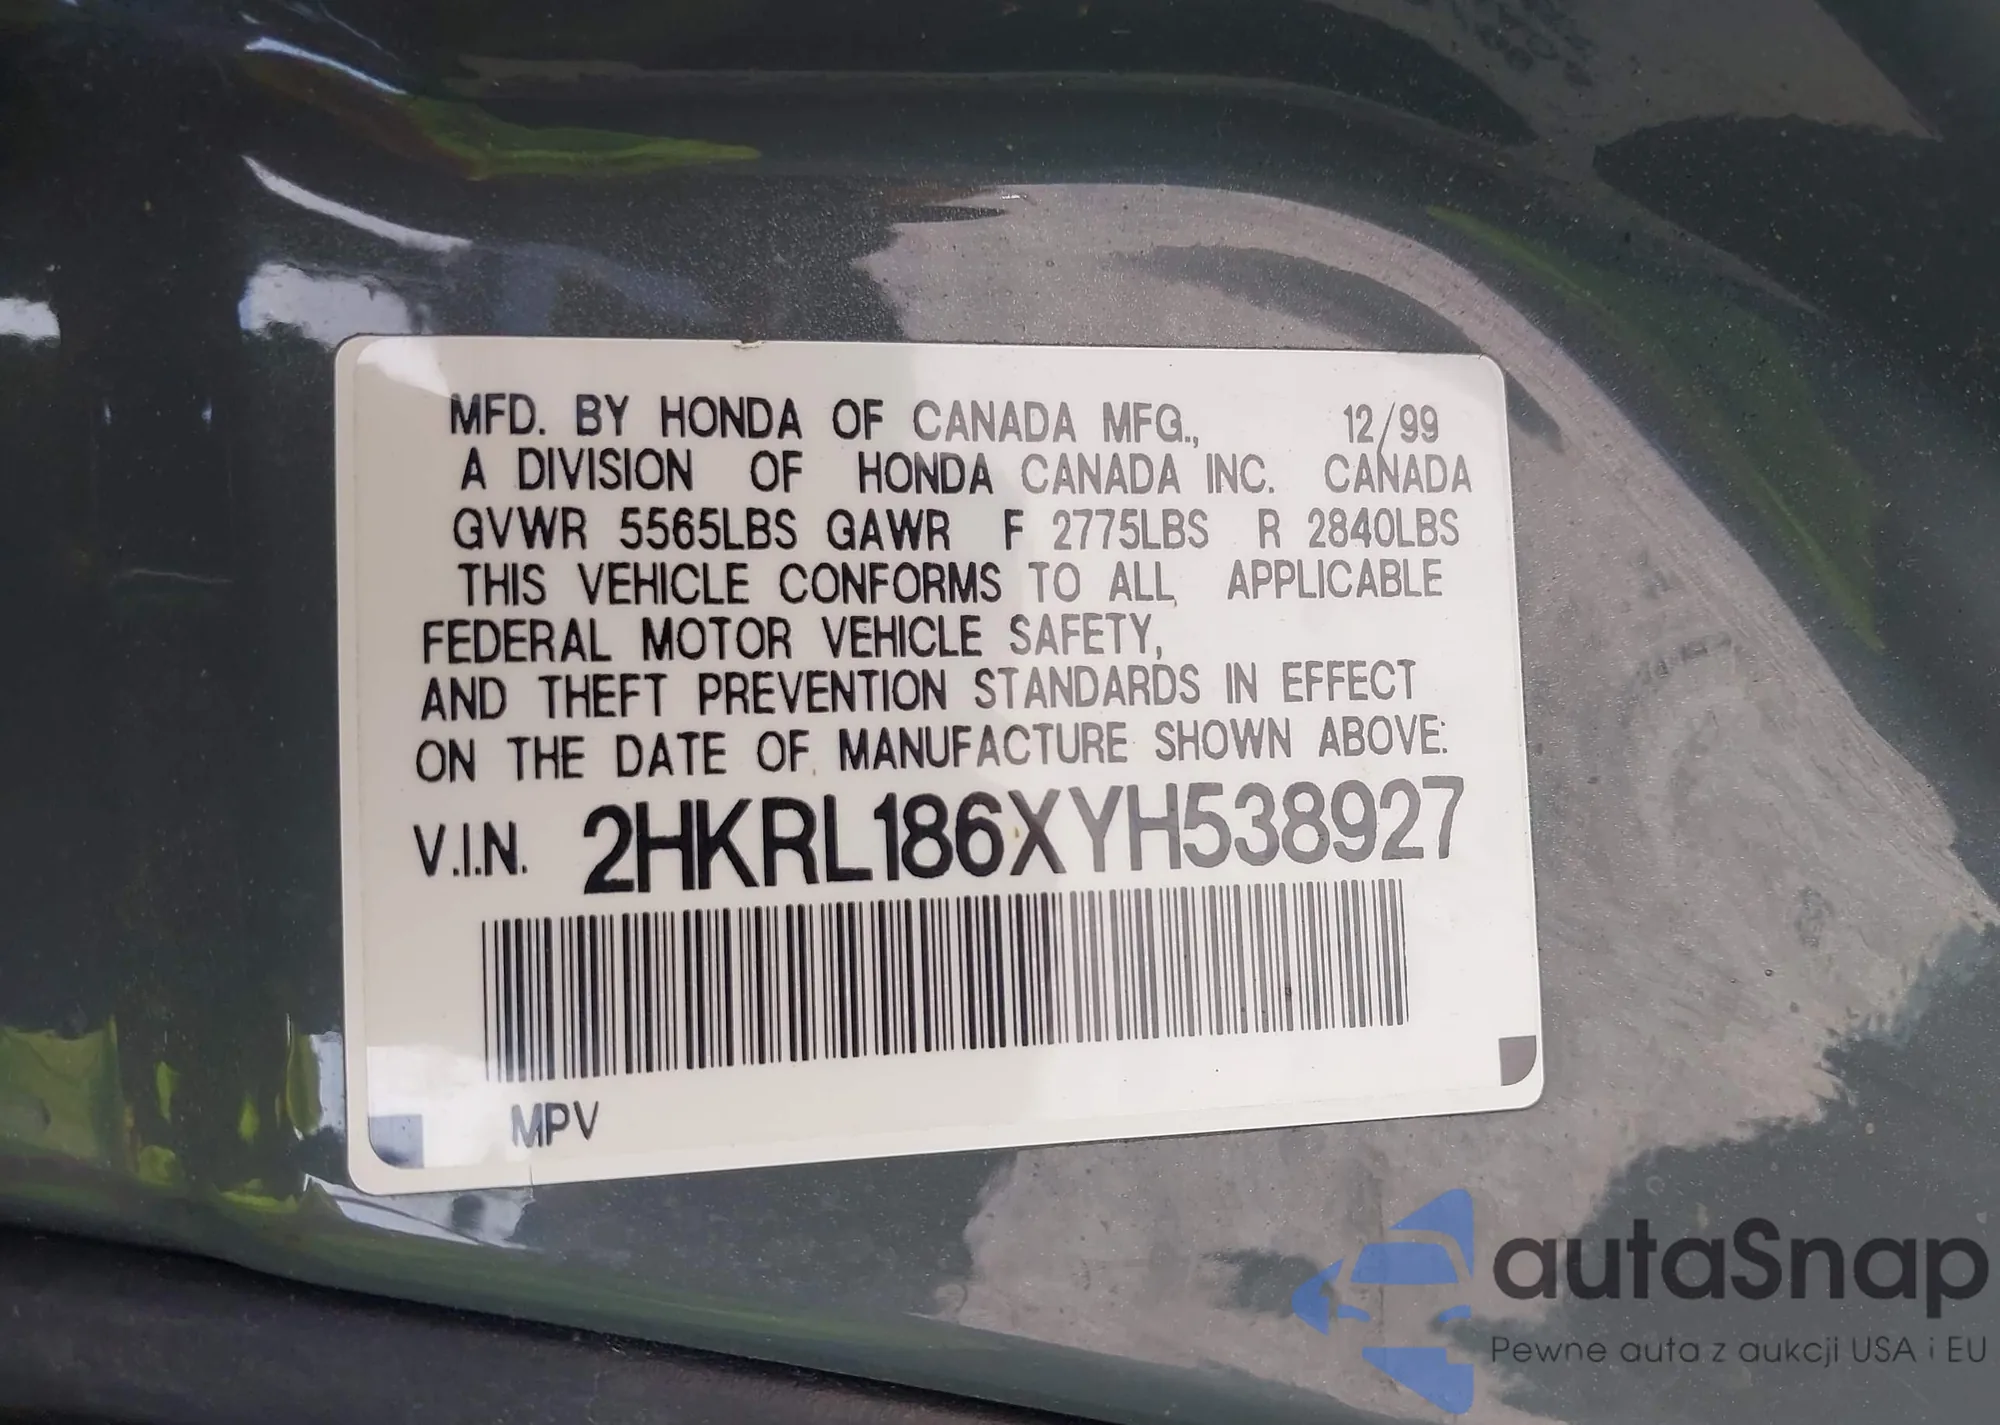 MFD. BY HONDA OF CANADA MFG., 12/99
A DIVISION OF HONDA CANADA INC. CANADA
GVWR 5565LBS GAWR F 2775LBS R 2840LBS
THIS VEHICLE CONFORMS TO ALL APPLICABLE
FEDERAL MOTOR VEHICLE SAFETY,
AND THEFT PREVENTION STANDARDS IN EFFECT
ON THE DATE OF MANUFACTURE SHOWN ABOVE:
V.I.N. 2HKRL186XYH538927
MPV
autaSnap
Pewne auta z aukcji USA i EU